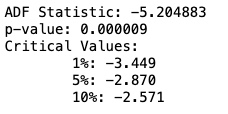 ADF Statistic: -5.204883
p-value: 0.000009
Critical Values:
1%: -3.449
5%: -2.870
10%: -2.571